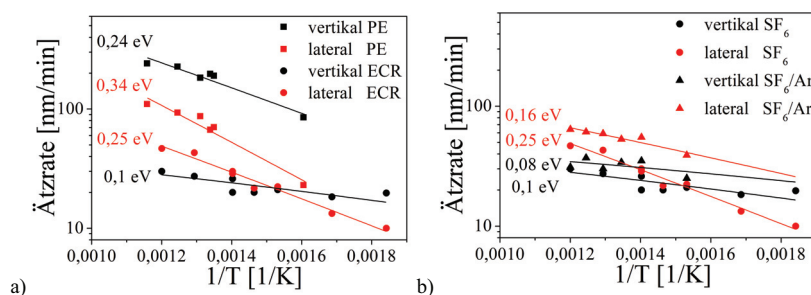 Ätzrate [nm/min]
100
10
0,24 eV
0,34 eV
0,25 eV
0,1 eV
vertikal PE
lateral PE
vertikal ECR
lateral ECR
0,0010 0,0012 0,0014 0,0016 0,0018
1/T [1/K]
a)
Ätzrate [nm/min]
100
10
0,16 eV
0,25 eV
0,08 eV
0,1 eV
vertikal SF6
lateral SF6
vertikal SF6/Ar
lateral SF6/Ar
0,0010 0,0012 0,0014 0,0016 0,0018
1/T [1/K]
b)